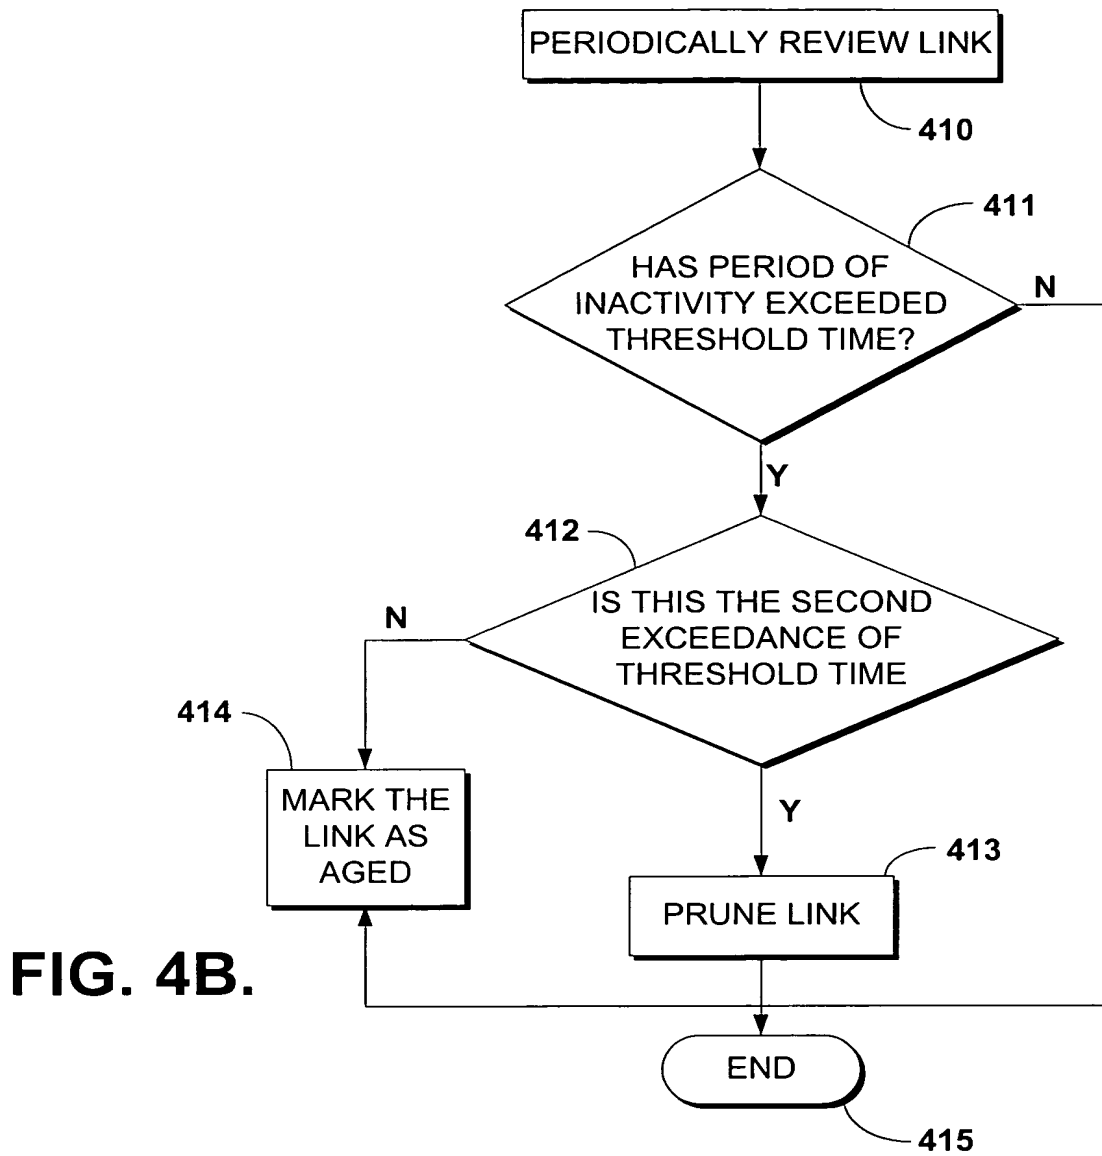 PERIODICALLY REVIEW LINK
410
411
HAS PERIOD OF
INACTIVITY EXCEEDED
THRESHOLD TIME?
N
Y
412
IS THIS THE SECOND
EXCEEDANCE OF
THRESHOLD TIME
N
414
MARK THE
LINK AS
AGED
Y
413
PRUNE LINK
FIG. 4B.
END
415